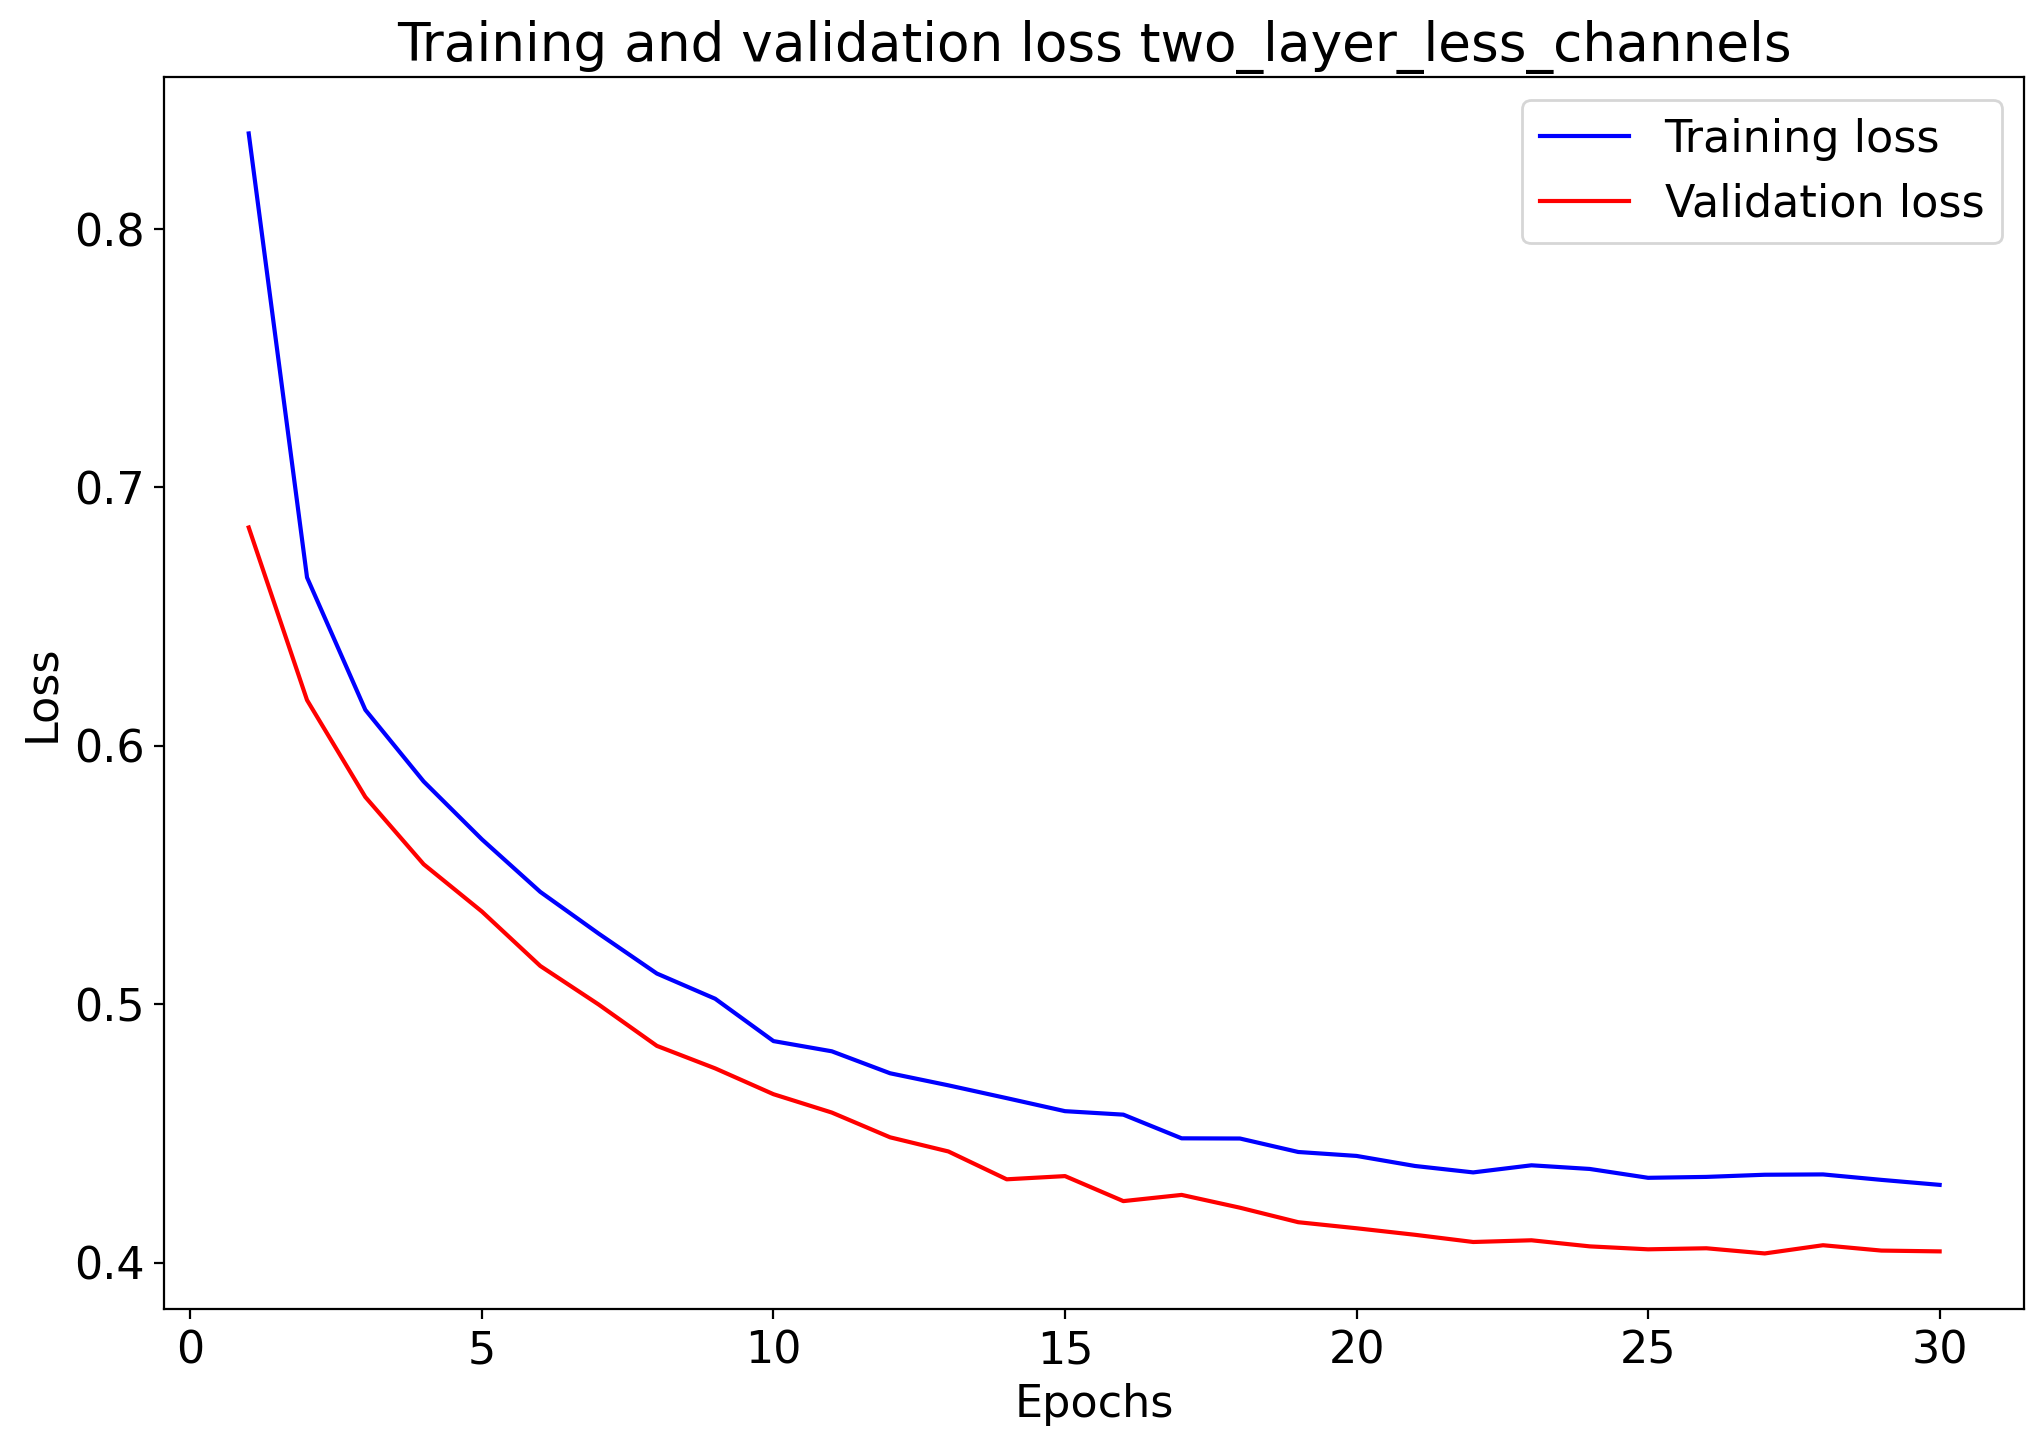 Training and validation loss two_layer_less_channels
Training loss
Validation loss
Loss
0.8
0.7
0.6
0.5
0.4
0 5 10 15 20 25 30
Epochs